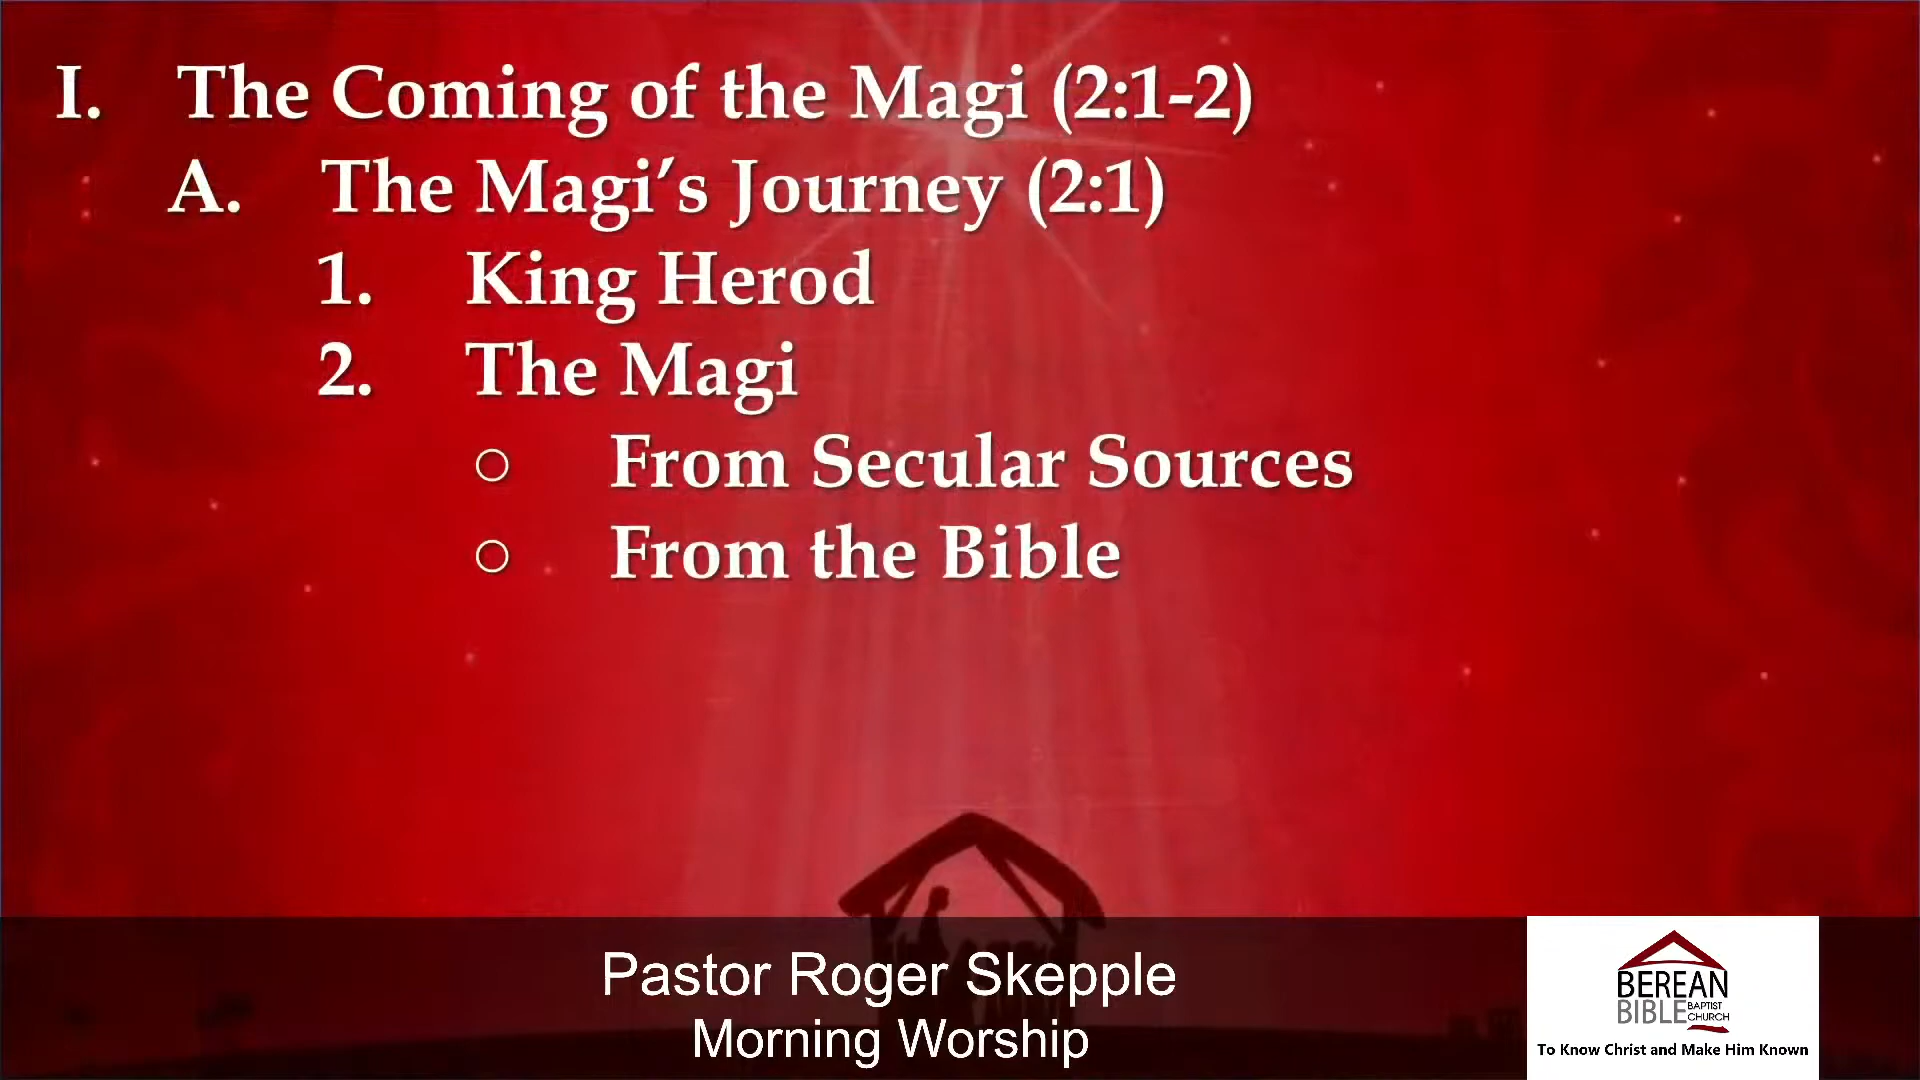 I. The Coming of the Magi (2:1-2)
A. The Magi’s Journey (2:1)
1. King Herod
2. The Magi
○ From Secular Sources
○ From the Bible
Pastor Roger Skepple
Morning Worship
BEREAN
BIBLE BAPTIST CHURCH
To Know Christ and Make Him Known